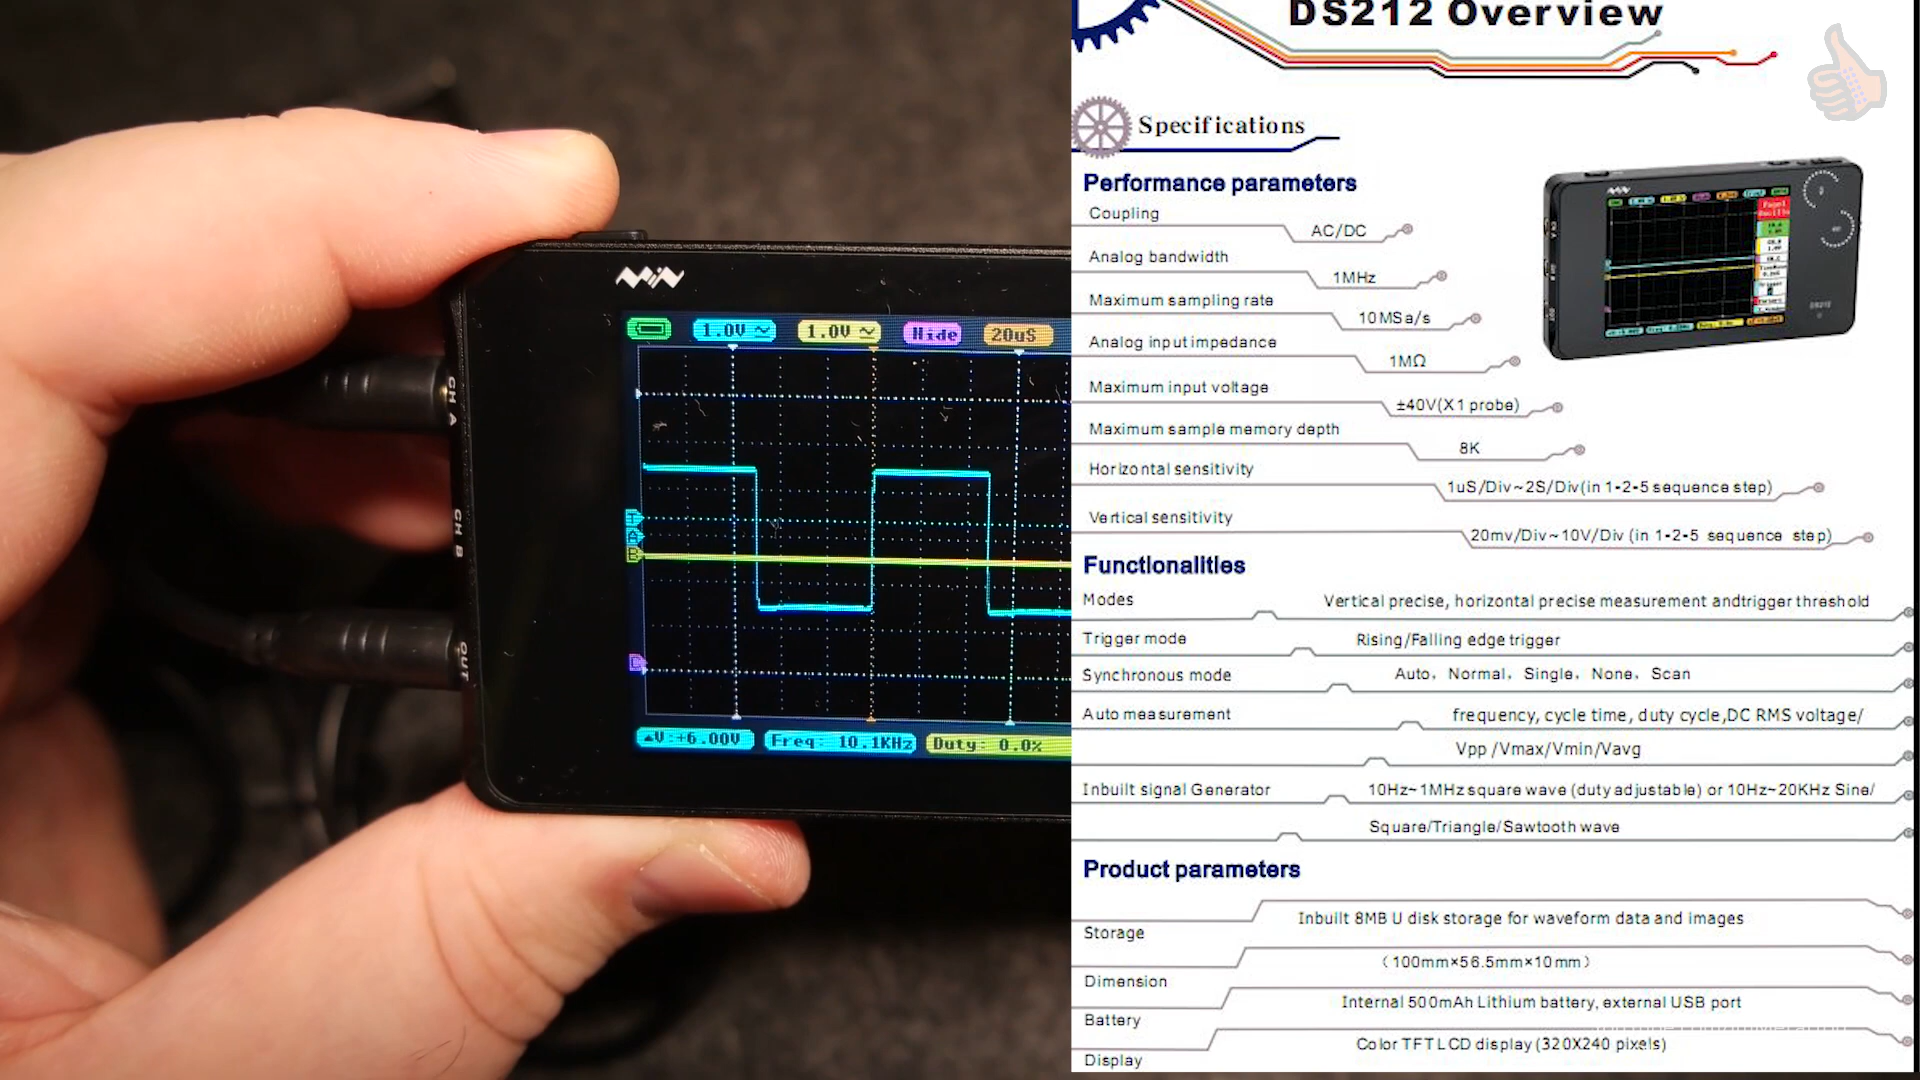 1.0V
1.0V
Hide
20uS
CH A
CH B
OUT
▲V:+6.00V
Freq: 10.1KHz
Duty: 0.0%
DS212 Overview
Specifications
Performance parameters
Coupling
AC/DC
Analog bandwidth
1MHz
Maximum sampling rate
10MSa/s
Analog input impedance
1MΩ
Maximum input voltage
±40V(X1 probe)
Maximum sample memory depth
8K
Horizontal sensitivity
1uS/Div~2S/Div(in 1-2-5 sequence step)
Vertical sensitivity
20mv/Div~10V/Div (in 1-2-5 sequence step)
Functionalities
Modes
Vertical precise, horizontal precise measurement andtrigger threshold
Trigger mode
Rising/Falling edge trigger
Synchronous mode
Auto, Normal, Single, None, Scan
Auto measurement
frequency, cycle time, duty cycle,DC RMS voltage/
Vpp /Vmax/Vmin/Vavg
Inbuilt signal Generator
10Hz~1MHz square wave (duty adjustable) or 10Hz~20KHz Sine/
Square/Triangle/Sawtooth wave
Product parameters
Inbuilt 8MB U disk storage for waveform data and images
Storage
(100mm×56.5mm×10mm)
Dimension
Internal 500mAh Lithium battery, external USB port
Battery
Color TFT LCD display (320X240 pixels)
Display